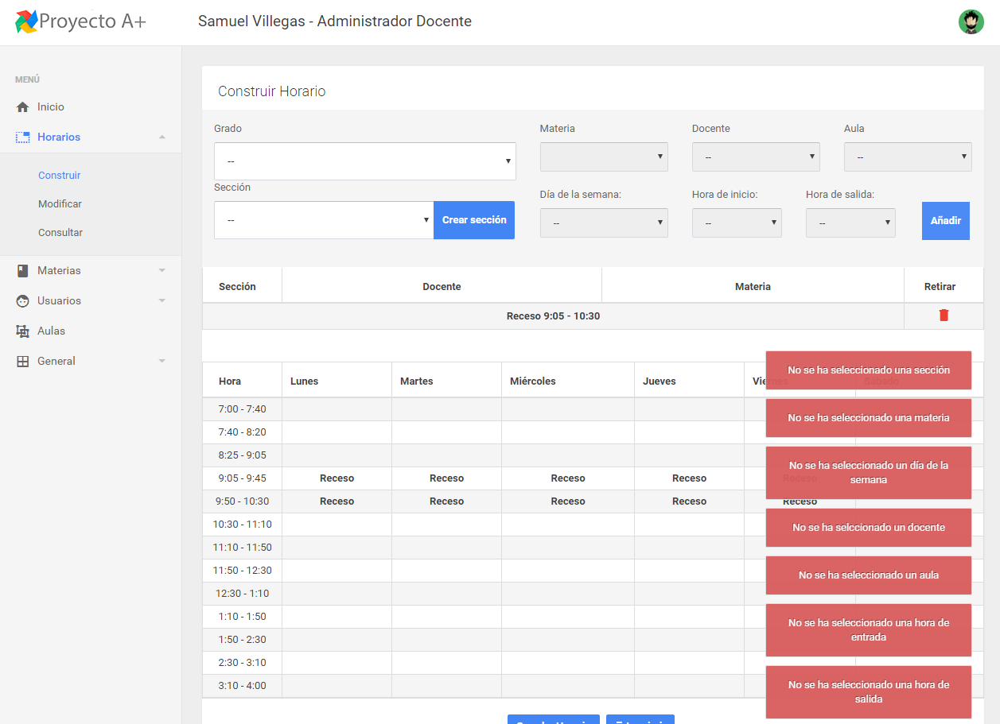 Proyecto A+
Samuel Villegas - Administrador Docente
MENÚ
Inicio
Horarios
Construir
Modificar
Consultar
Materias
Usuarios
Aulas
General
Construir Horario
Grado
Materia
Docente
Aula
--
--
--
Sección
Día de la semana:
Hora de inicio:
Hora de salida:
--
Crear sección
--
--
--
Añadir
Sección Docente Materia Retirar
Receso 9:05 - 10:30
Hora Lunes Martes Miércoles Jueves Viernes Sábado
7:00 - 7:40
7:40 - 8:20
8:25 - 9:05
9:05 - 9:45 Receso Receso Receso Receso Receso
9:50 - 10:30 Receso Receso Receso Receso Receso
10:30 - 11:10
11:10 - 11:50
11:50 - 12:30
12:30 - 1:10
1:10 - 1:50
1:50 - 2:30
2:30 - 3:10
3:10 - 4:00
No se ha seleccionado una sección
No se ha seleccionado una materia
No se ha seleccionado un día de la
semana
No se ha selccionado un docente
No se ha seleccionado un aula
No se ha seleccionado una hora de
entrada
No se ha seleccionado una hora de
salida